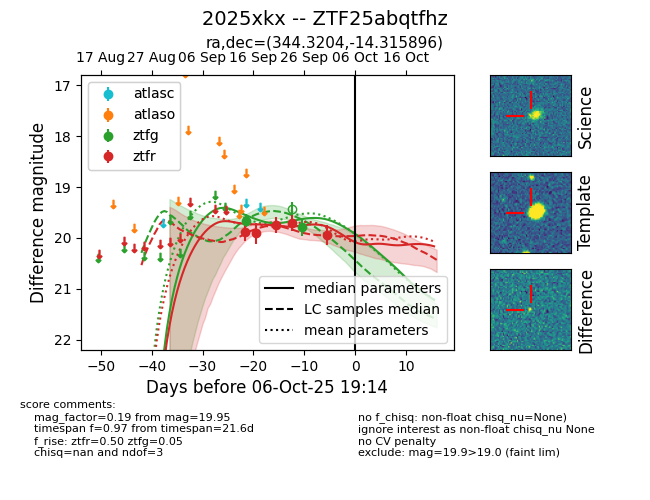 2025xkx -- ZTF25abqtfhz
ra,dec=(344.3204,-14.315896)
17 Aug 27 Aug 06 Sep 16 Sep 26 Sep 06 Oct 16 Oct
Difference magnitude
17
18
19
20
21
22
atlasc
atlaso
ztfg
ztfr
median parameters
LC samples median
mean parameters
−50 −40 −30 −20 −10 0 10
Days before 06-Oct-25 19:14
Science
Template
Difference
score comments:
mag_factor=0.19 from mag=19.95
timespan f=0.97 from timespan=21.6d
f_rise: ztfr=0.50 ztfg=0.05
chisq=nan and ndof=3
no f_chisq: non-float chisq_nu=None)
ignore interest as non-float chisq_nu None
no CV penalty
exclude: mag=19.9>19.0 (faint lim)